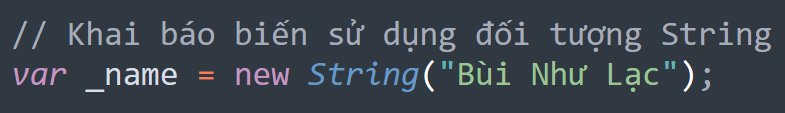 // Khai báo biến sử dụng đối tượng String
var _name = new String("Bùi Như Lạc");